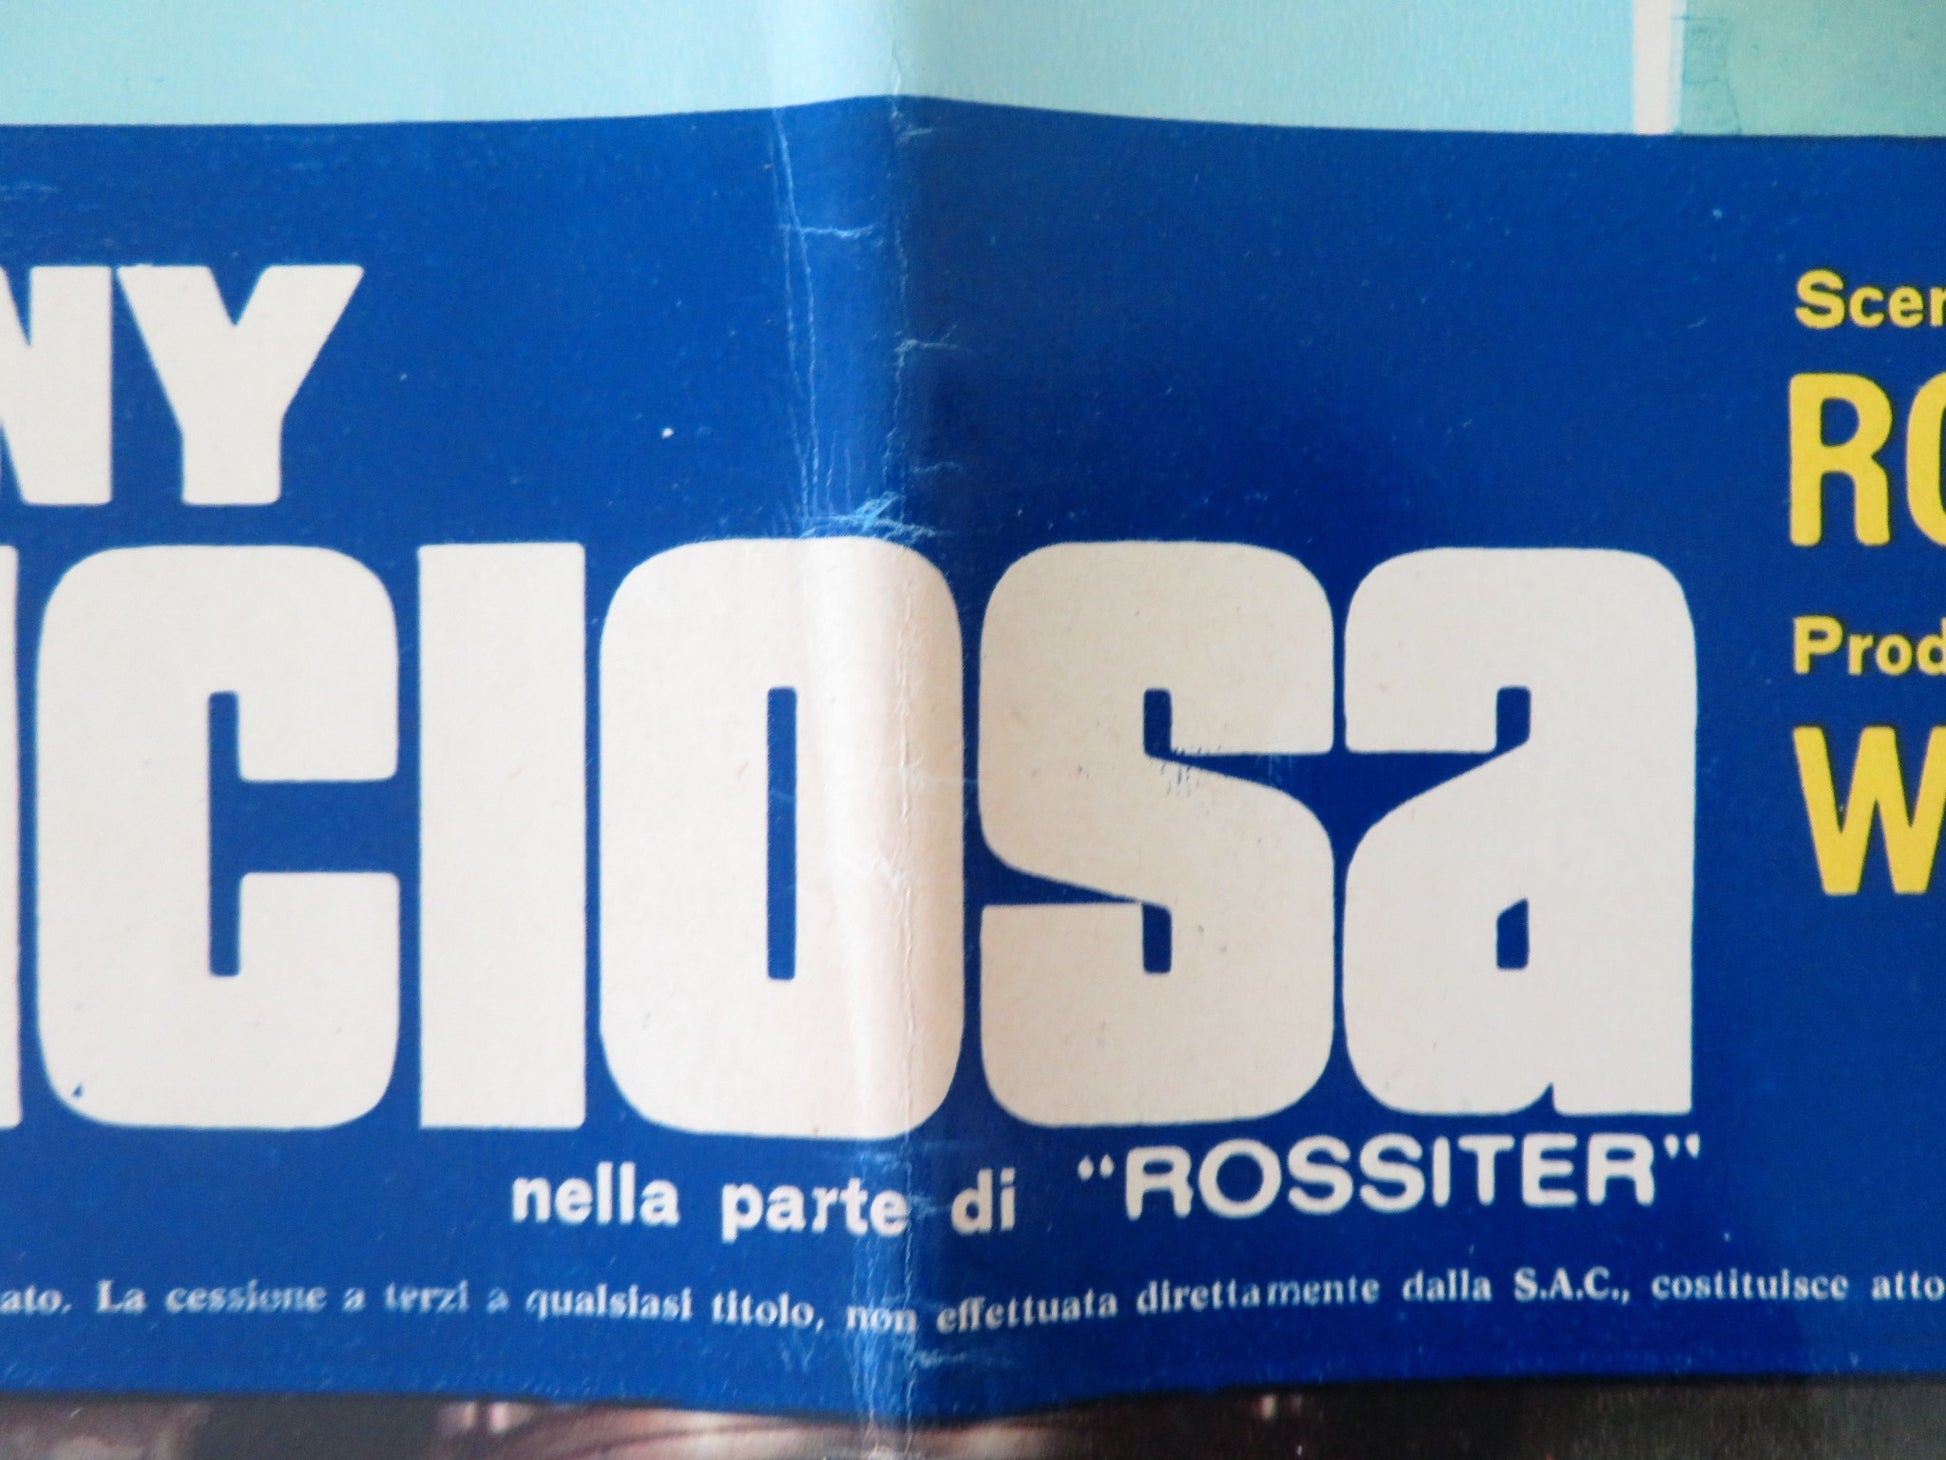 NY
ICIOSA
nella parte di "ROSSITER"
ato. La cessione a terzi a qualsiasi titolo, non effettuata direttamente dalla S.A.C., costituisce atto
Scen
RO
Prod
W